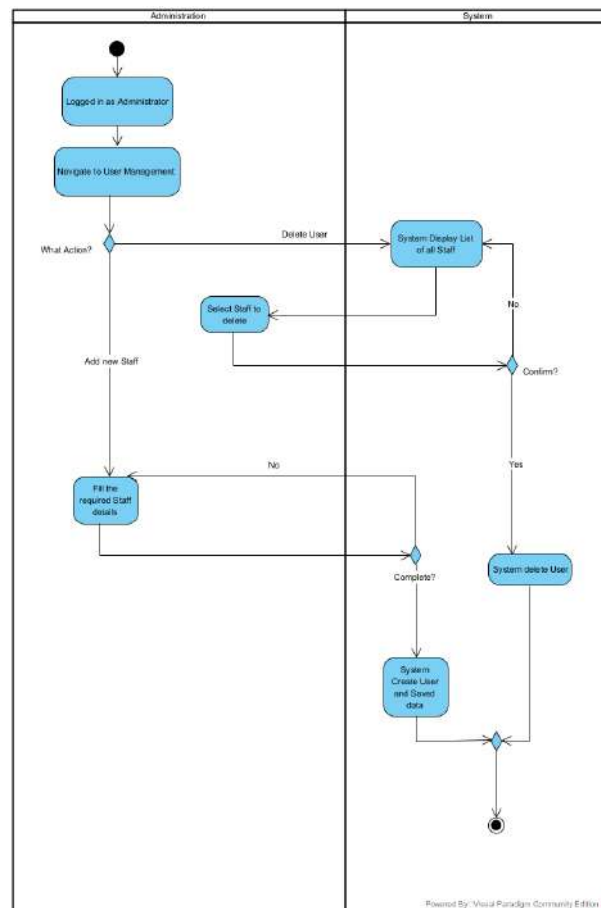 Administration
System
Logged in as Administrator
Navigate to User Management
What Action?
Delete User
System Display List
of all Staff
Select Staff to
delete
No
Confirm?
Add new Staff
Yes
No
Fill the
required Staff
details
Complete?
System delete User
System
Create User
and Saved
data
Powered By: Visual Paradigm Community Edition